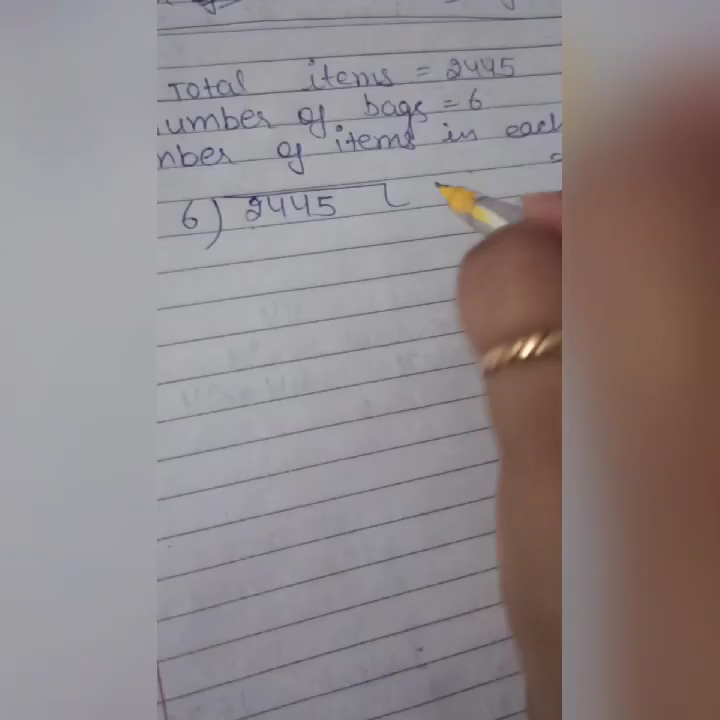 Total items = 2445
umber of bags = 6
nber of items in each
6) 2445 (